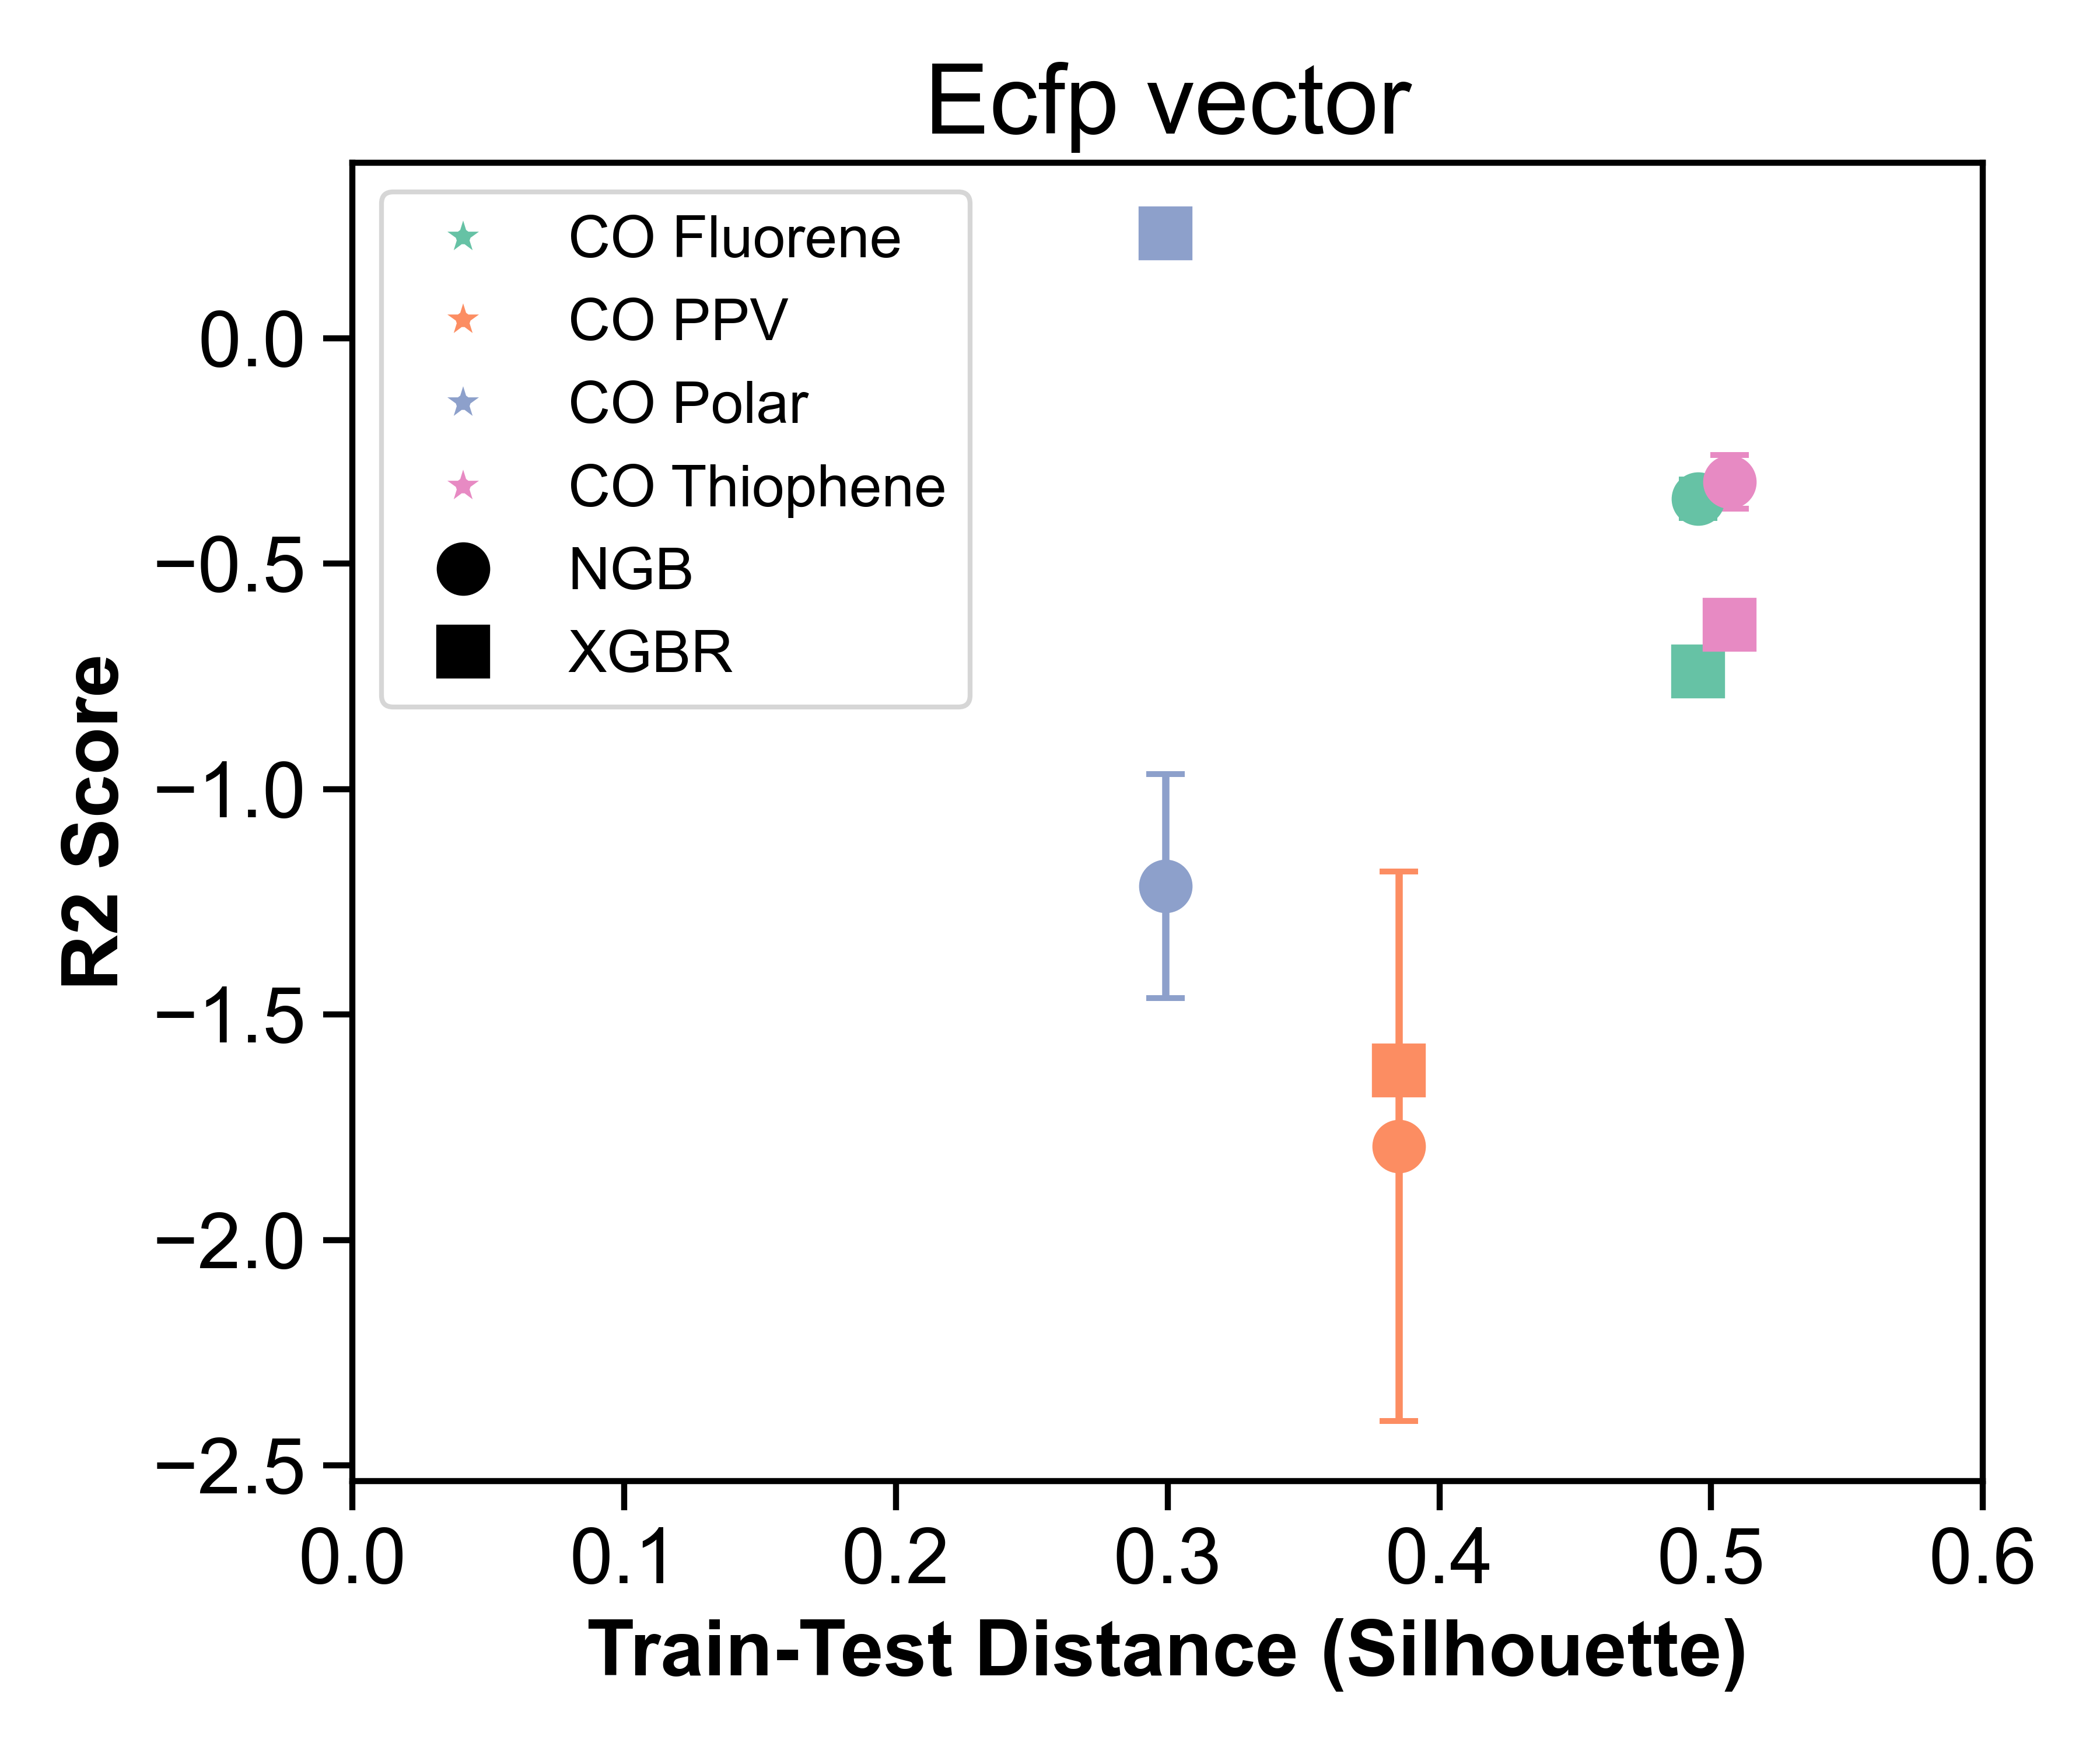 Ecfp vector
CO Fluorene
CO PPV
CO Polar
CO Thiophene
NGB
XGBR
R2 Score
0.0
−0.5
−1.0
−1.5
−2.0
−2.5
0.0 0.1 0.2 0.3 0.4 0.5 0.6
Train-Test Distance (Silhouette)